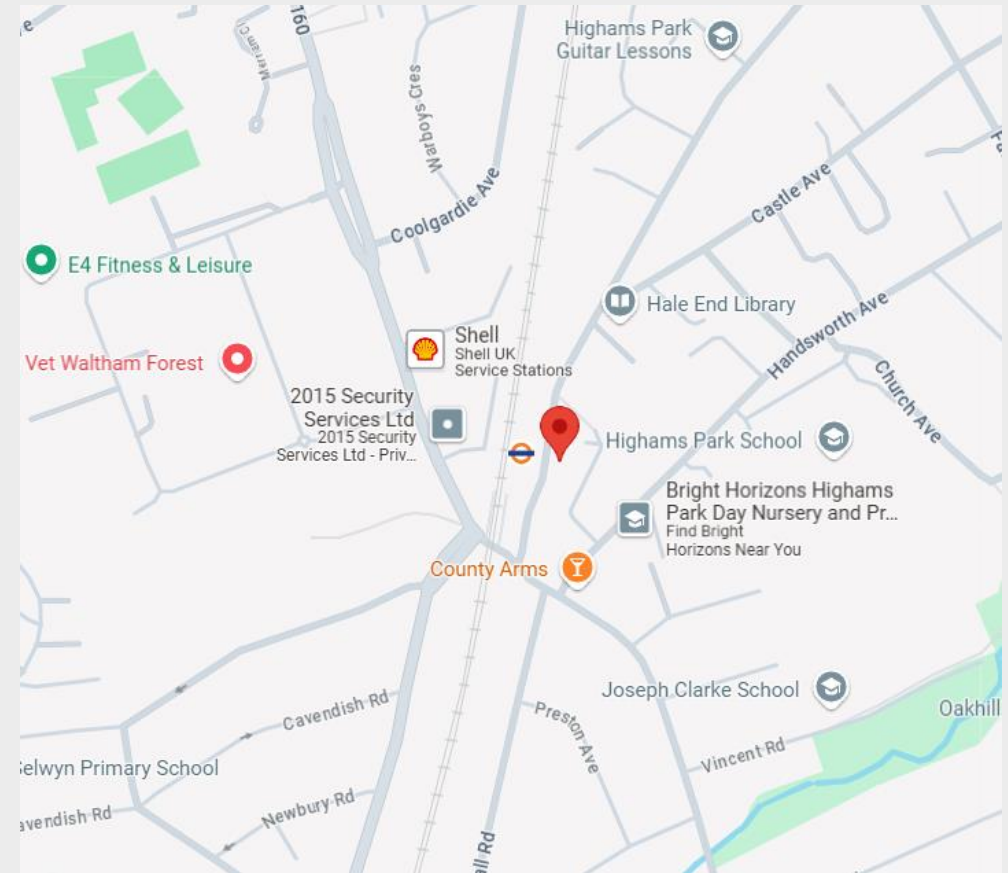 160
Merriam Cl
Higham​s Park
Guitar Lessons
Warboys Cres
Coolgardie Ave
Castle Ave
E4 Fitness & Leisure
Hale End Library
Handsworth Ave
Shell
Shell UK
Service Stations
Vet Waltham Forest
Church Ave
2015 Security
Services Ltd
2015 Security
Services Ltd - Priv...
Highams Park School
Bright Horizons Highams
Park Day Nursery and Pr...
Find Bright
Horizons Near You
County Arms
Joseph Clarke School
Cavendish Rd
Preston Ave
Oakhill
Vincent Rd
Selwyn Primary School
Newbury Rd
avendish Rd
all Rd